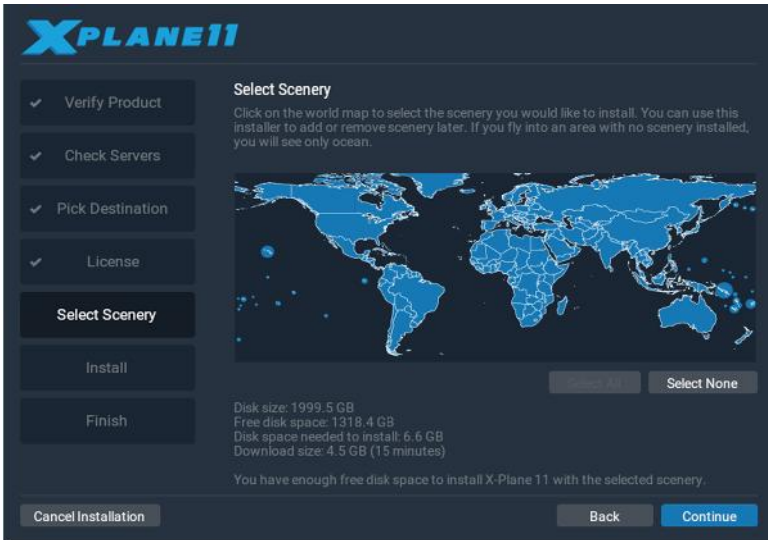 XPLANE11
Verify Product
Check Servers
Pick Destination
License
Select Scenery
Install
Finish
Select Scenery
Click on the world map to select the scenery you would like to install. You can use this
installer to add or remove scenery later. If you fly into an area with no scenery installed,
you will see only ocean.
Select All
Select None
Disk size: 1999.5 GB
Free disk space: 1318.4 GB
Disk space needed to install: 6.6 GB
Download size: 4.5 GB (15 minutes)
You have enough free disk space to install X-Plane 11 with the selected scenery.
Cancel Installation
Back
Continue